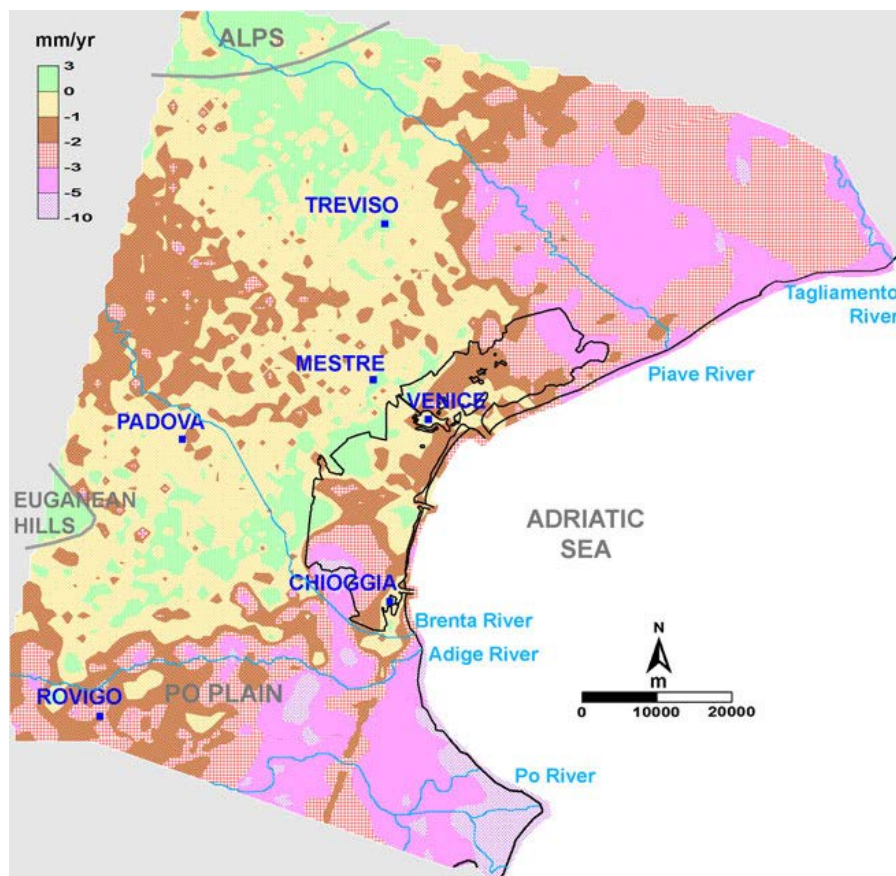 mm/yr
3
0
-1
-2
-3
-5
-10
ALPS
TREVISO
Tagliamento
River
MESTRE
Piave River
VENICE
PADOVA
EUGANEAN
HILLS
ADRIATIC
SEA
CHIOGGIA
Brenta River
N
Adige River
m
ROVIGO
PO PLAIN
0 10000 20000
Po River